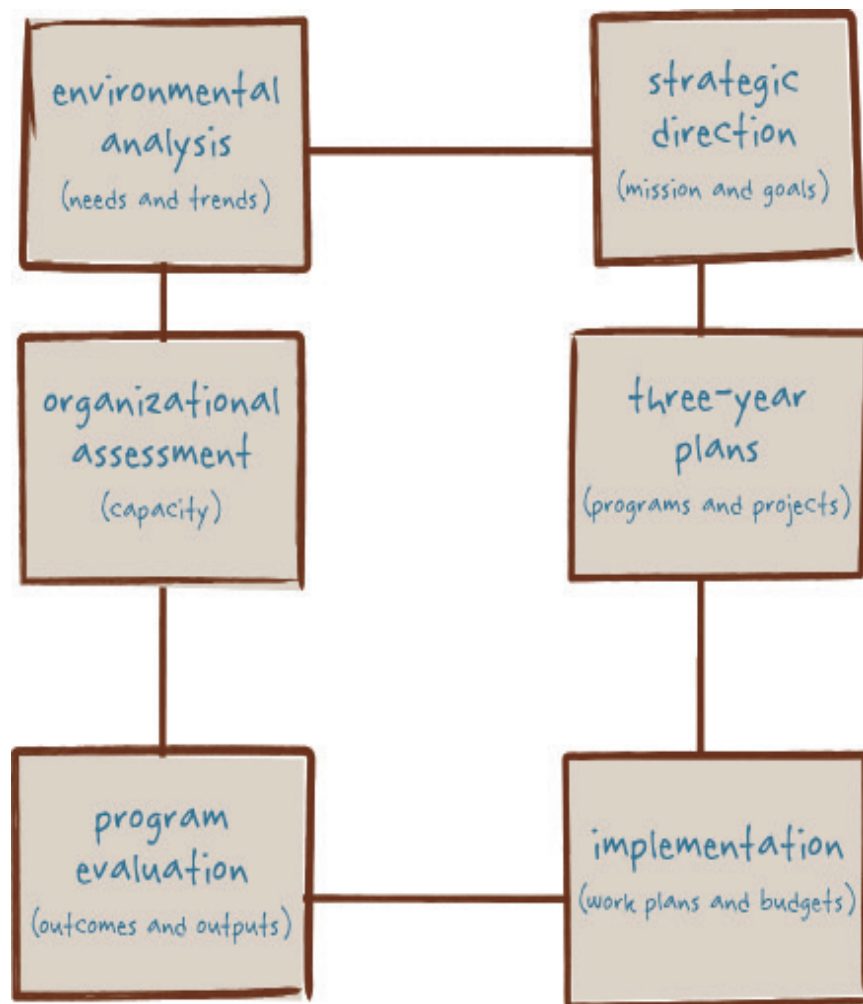 environmental
analysis
(needs and trends)
strategic
direction
(mission and goals)
organizational
assessment
(capacity)
three-year
plans
(programs and projects)
program
evaluation
(outcomes and outputs)
implementation
(work plans and budgets)